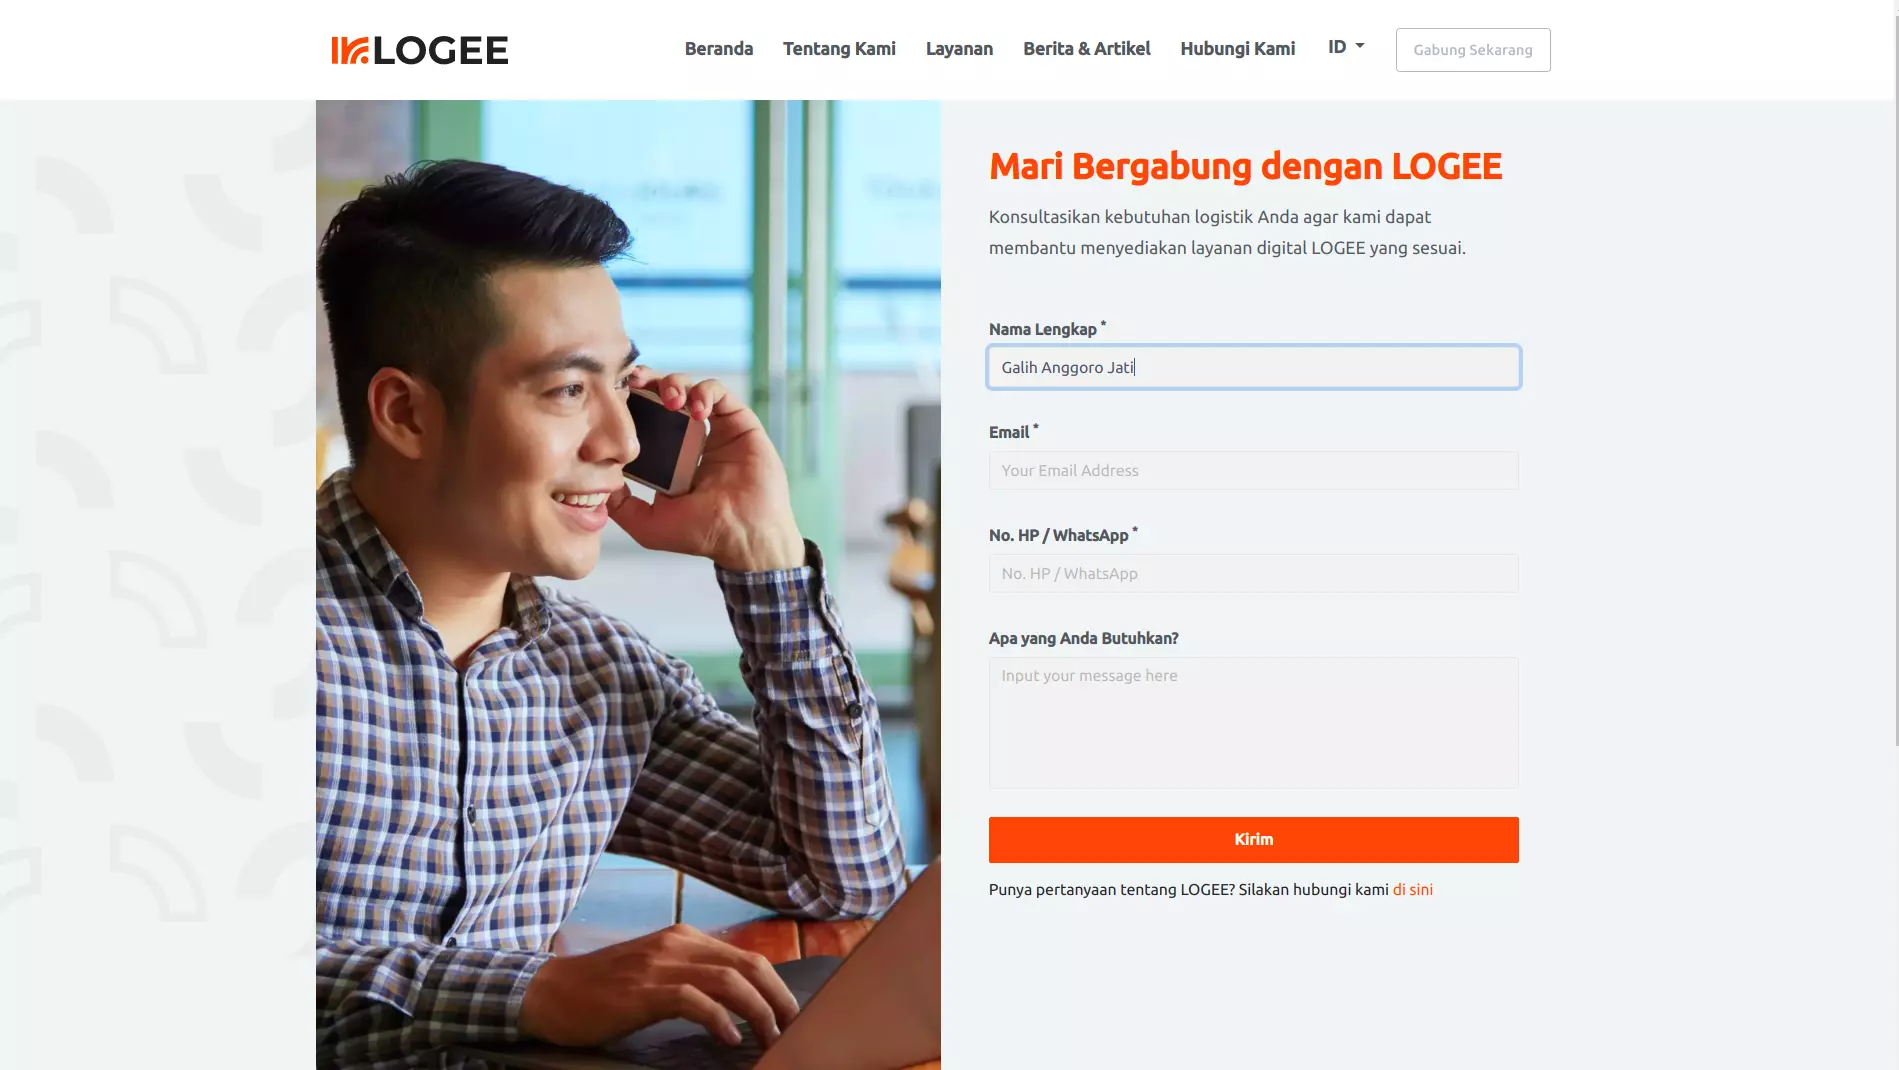 LOGEE
Beranda
Tentang Kami
Layanan
Berita & Artikel
Hubungi Kami
ID
Gabung Sekarang
Mari Bergabung dengan LOGEE
Konsultasikan kebutuhan logistik Anda agar kami dapat
membantu menyediakan layanan digital LOGEE yang sesuai.
Nama Lengkap *
Galih Anggoro Jati
Email *
Your Email Address
No. HP / WhatsApp *
No. HP / WhatsApp
Apa yang Anda Butuhkan?
Input your message here
Kirim
Punya pertanyaan tentang LOGEE? Silakan hubungi kami di sini